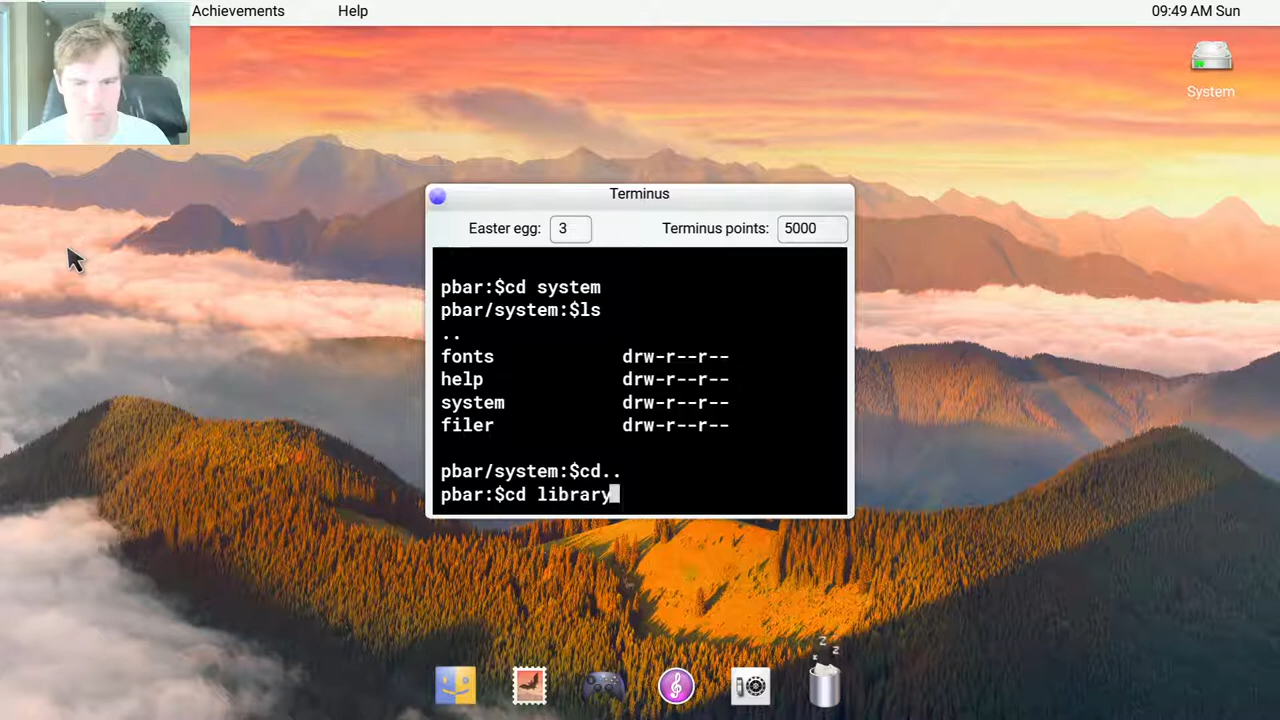 Achievements Help 09:49 AM Sun
System
Terminus
Easter egg: 3 Terminus points: 5000
pbar:$cd system
pbar/system:$ls
..
fonts drw-r--r--
help drw-r--r--
system drw-r--r--
filer drw-r--r--
pbar/system:$cd..
pbar:$cd library
z
z
z